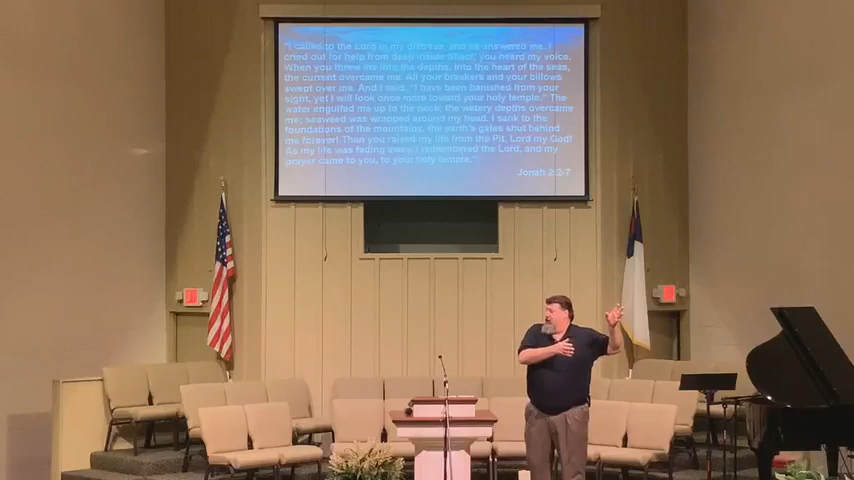 "I called to the Lord in my distress, and He answered me. I
cried out for help from deep inside Sheol; you heard my voice.
When you threw me into the depths, into the heart of the seas,
the current overcame me. All your breakers and your billows
swept over me. And I said, "I have been banished from your
sight, yet I will look once more toward your holy temple." The
water engulfed me up to the neck; the watery depths overcame
me; seaweed was wrapped around my head. I sank to the
foundations of the mountains, the earth's gates shut behind
me forever! Then you raised my life from the Pit, Lord my God!
As my life was fading away, I remembered the Lord, and my
prayer came to you, to your holy temple."
Jonah 2:2-7